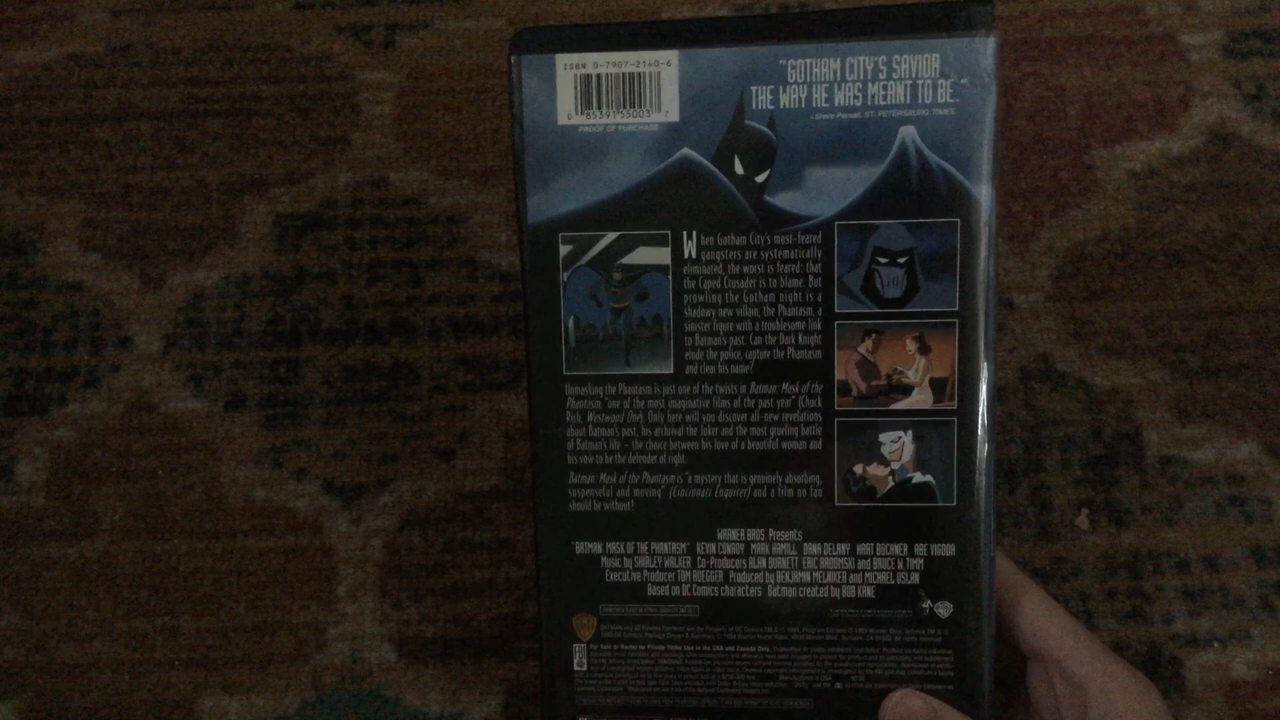 ISBN 0-7907-2140-6
0 85391 55003 7
PROOF OF PURCHASE
"GOTHAM CITY'S SAVIOR
THE WAY HE WAS MEANT TO BE."
- Steve Persall, ST. PETERSBURG TIMES
When Gotham City's most-feared
gangsters are systematically
eliminated, the worst is feared: that
the Caped Crusader is to blame. But
prowling the Gotham night is a
shadowy new villain, the Phantasm, a
sinister figure with a troublesome link
to Batman's past. Can the Dark Knight
elude the police, capture the Phantasm
and clear his name?
Unmasking the Phantasm is just one of the twists in Batman: Mask of the
Phantasm, "one of the most imaginative films of the past year" (Chuck
Rich, Westwood One). Only here will you discover all-new revelations
about Batman's past, his archrival the Joker and the most grueling battle
of Batman's life – the choice between his love of a beautiful woman and
his vow to be the defender of right.
Batman: Mask of the Phantasm is "a mystery that is genuinely absorbing,
suspenseful and moving" (Cincinnati Enquirer) and a film no fan
should be without!
WARNER BROS. Presents
"BATMAN: MASK OF THE PHANTASM" KEVIN CONROY MARK HAMILL DANA DELANY HART BOCHNER ABE VIGODA
Music by SHIRLEY WALKER Co-Producers ALAN BURNETT ERIC RADOMSKI and BRUCE W. TIMM
Executive Producer TOM RUEGGER Produced by BENJAMIN MELNIKER and MICHAEL USLAN
Based on DC Comics characters Batman created by BOB KANE
For Sale or Rental for Private Home Use in the USA and Canada Only.